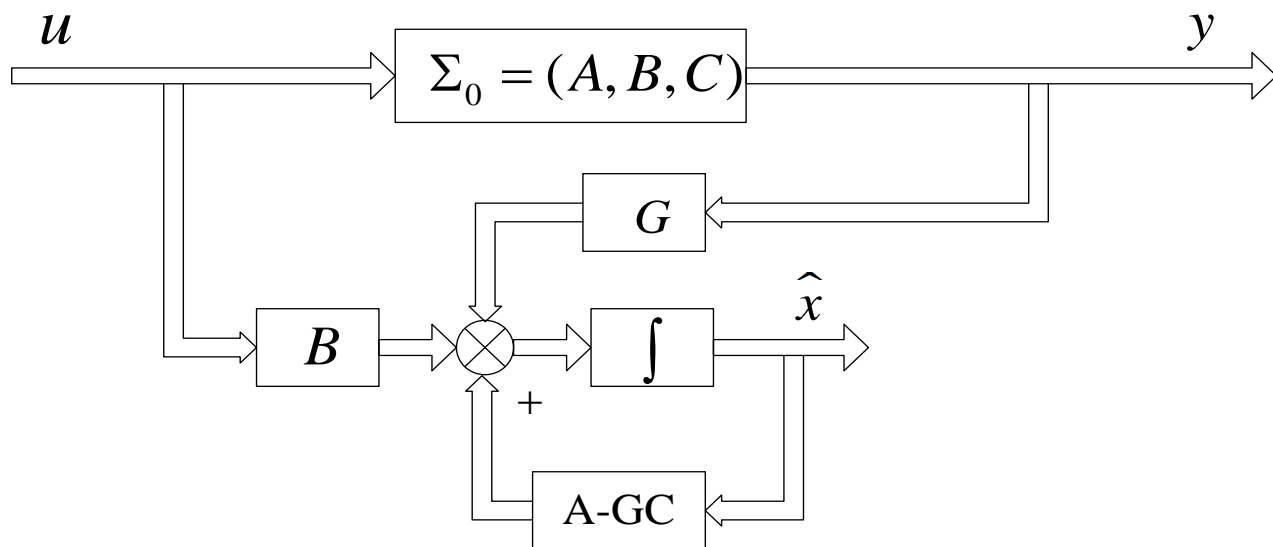 u
y
Σ₀ = (A, B, C)
G
x̂
B
∫
+
A-GC